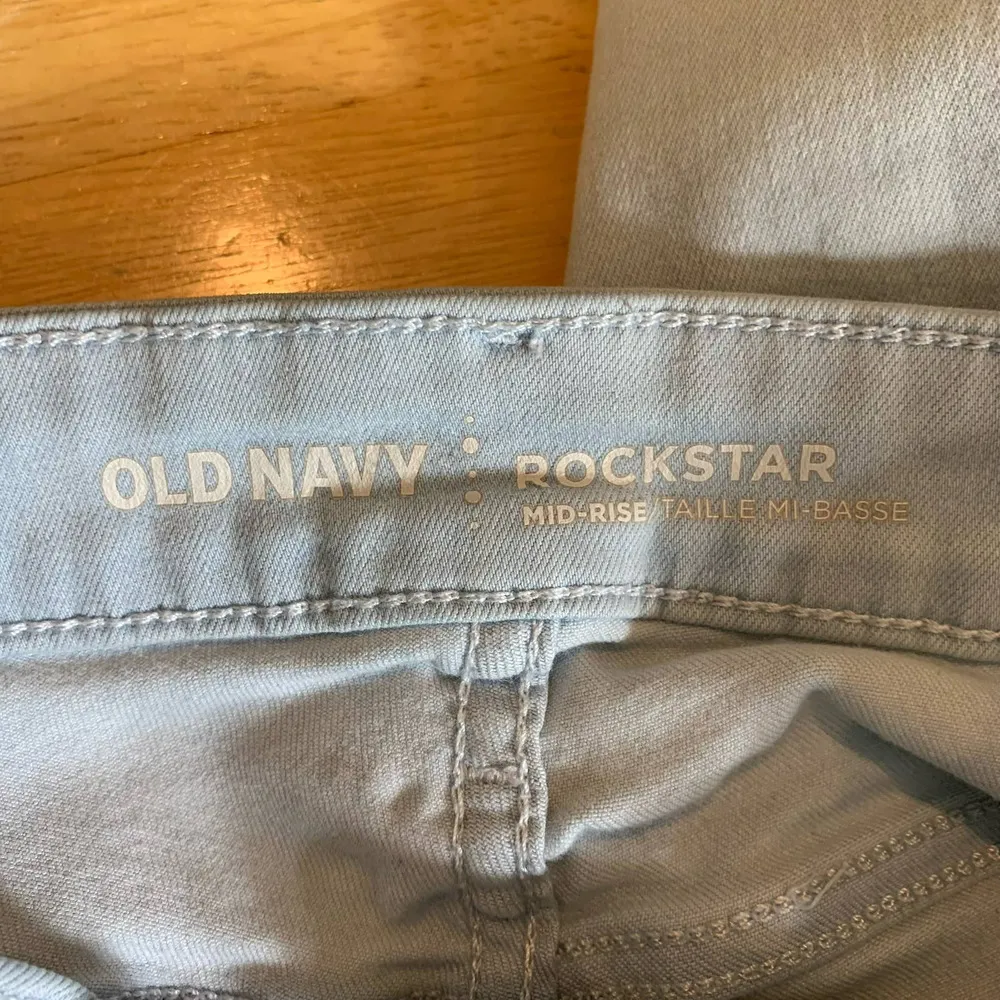 OLD NAVY
ROCKSTAR
MID-RISE/TAILLE MI-BASSE